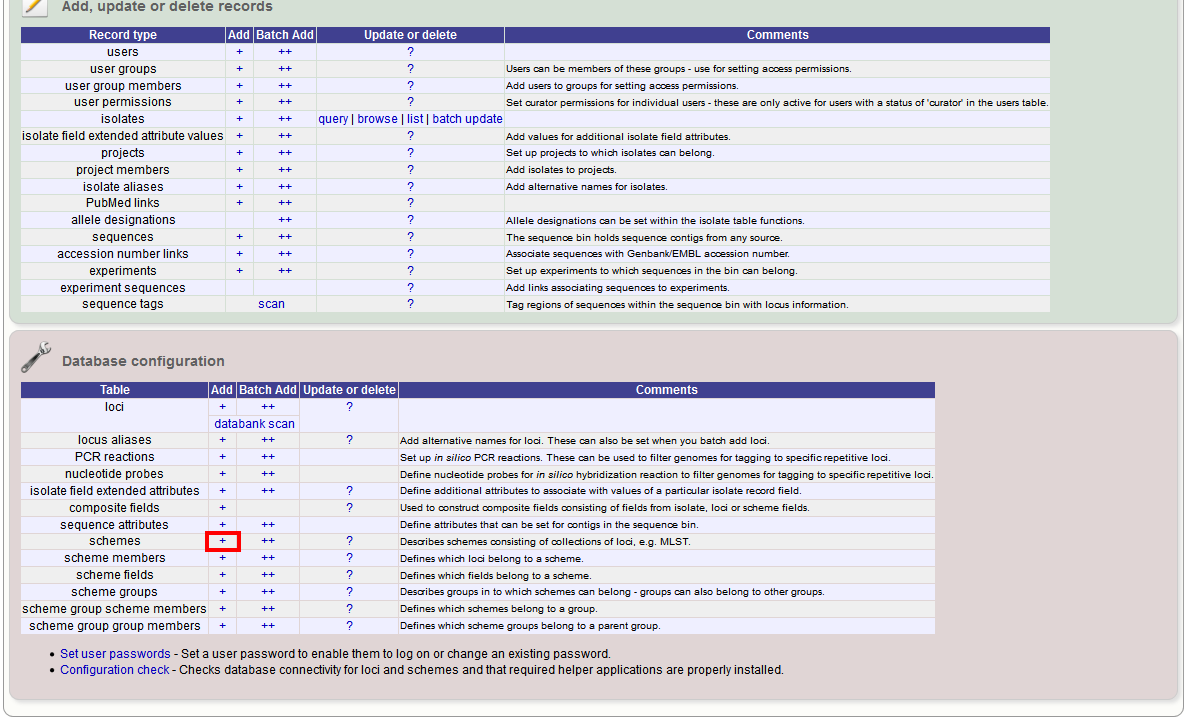 Add, update or delete records
Record type Add Batch Add Update or delete Comments
users + ++ ?
user groups + ++ ? Users can be members of these groups - use for setting access permissions.
user group members + ++ ? Add users to groups for setting access permissions.
user permissions + ++ ? Set curator permissions for individual users - these are only active for users with a status of 'curator' in the users table.
isolates + ++ query | browse | list | batch update
isolate field extended attribute values + ++ ? Add values for additional isolate field attributes.
projects + ++ ? Set up projects to which isolates can belong.
project members + ++ ? Add isolates to projects.
isolate aliases + ++ ? Add alternative names for isolates.
PubMed links + ++ ?
allele designations ++ ? Allele designations can be set within the isolate table functions.
sequences + ++ ? The sequence bin holds sequence contigs from any source.
accession number links + ++ ? Associate sequences with Genbank/EMBL accession number.
experiments + ++ ? Set up experiments to which sequences in the bin can belong.
experiment sequences ? Add links associating sequences to experiments.
sequence tags scan ? Tag regions of sequences within the sequence bin with locus information.
Database configuration
Table Add Batch Add Update or delete Comments
loci + ++ ?
databank scan
locus aliases + ++ ? Add alternative names for loci. These can also be set when you batch add loci.
PCR reactions + ++ Set up in silico PCR reactions. These can be used to filter genomes for tagging to specific repetitive loci.
nucleotide probes + ++ Define nucleotide probes for in silico hybridization reaction to filter genomes for tagging to specific repetitive loci.
isolate field extended attributes + ++ ? Define additional attributes to associate with values of a particular isolate record field.
composite fields + ? Used to construct composite fields consisting of fields from isolate, loci or scheme fields.
sequence attributes + ++ Define attributes that can be set for contigs in the sequence bin.
schemes + ++ ? Describes schemes consisting of collections of loci, e.g. MLST.
scheme members + ++ ? Defines which loci belong to a scheme.
scheme fields + ++ ? Defines which fields belong to a scheme.
scheme groups + ++ ? Describes groups in to which schemes can belong - groups can also belong to other groups.
scheme group scheme members + ++ ? Defines which schemes belong to a group.
scheme group group members + ++ ? Defines which scheme groups belong to a parent group.
• Set user passwords - Set a user password to enable them to log on or change an existing password.
• Configuration check - Checks database connectivity for loci and schemes and that required helper applications are properly installed.